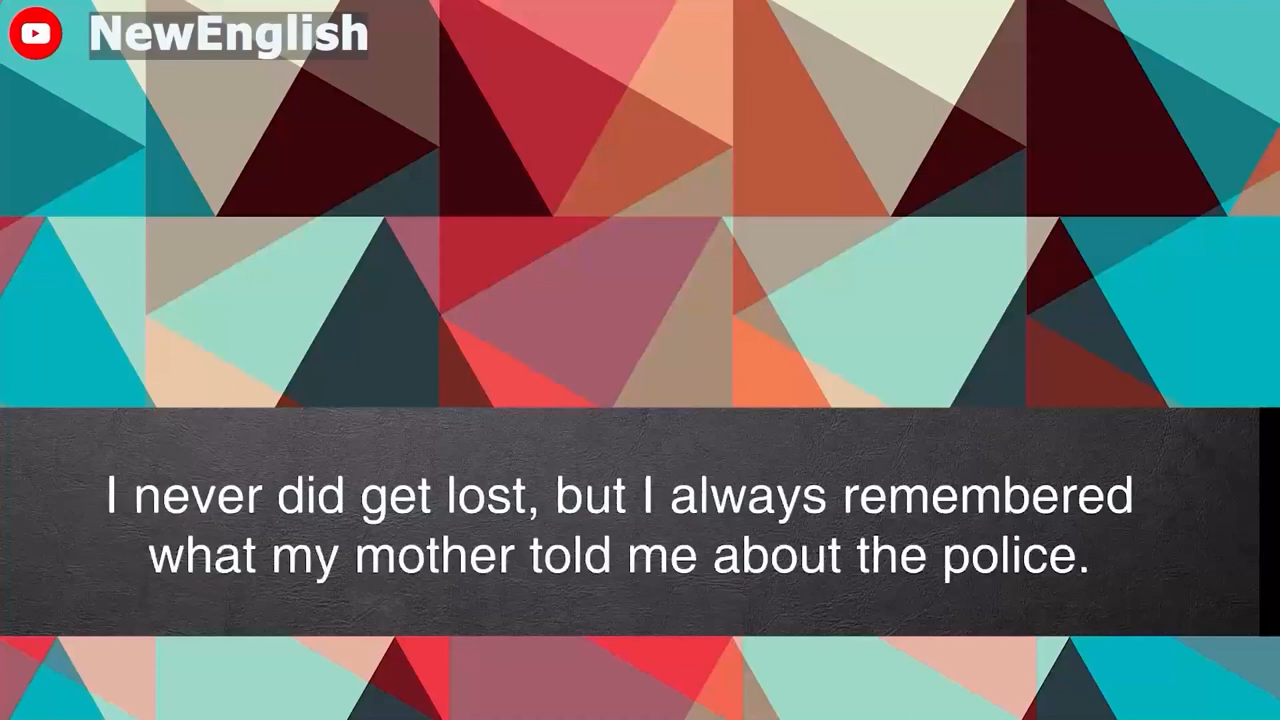 NewEnglish
I never did get lost, but I always remembered
what my mother told me about the police.